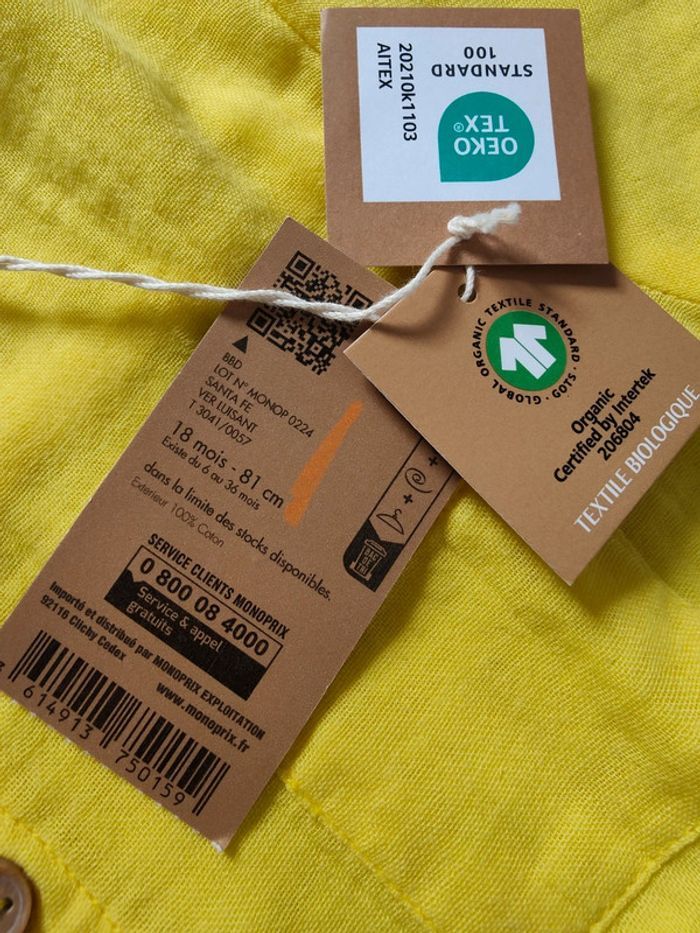 OEKO
TEX®
STANDARD
100
20210k1103
AITEX
GLOBAL ORGANIC TEXTILE STANDARD · GOTS ·
Organic
Certified by Intertek
206804
TEXTILE BIOLOGIQUE
BBD
LOT N° MONOP 0224
SANTA FE
VER LUISANT
T 3041/0057
18 mois - 81 cm
Existe du 6 au 36 mois
dans la limite des stocks disponibles.
Extérieur 100% Coton
SERVICE CLIENTS MONOPRIX
0 800 08 4000
Service & appel
gratuits
Importé et distribué par MONOPRIX EXPLOITATION
92116 Clichy Cedex
www.monoprix.fr
614913 750159
BAC
DE
TRI